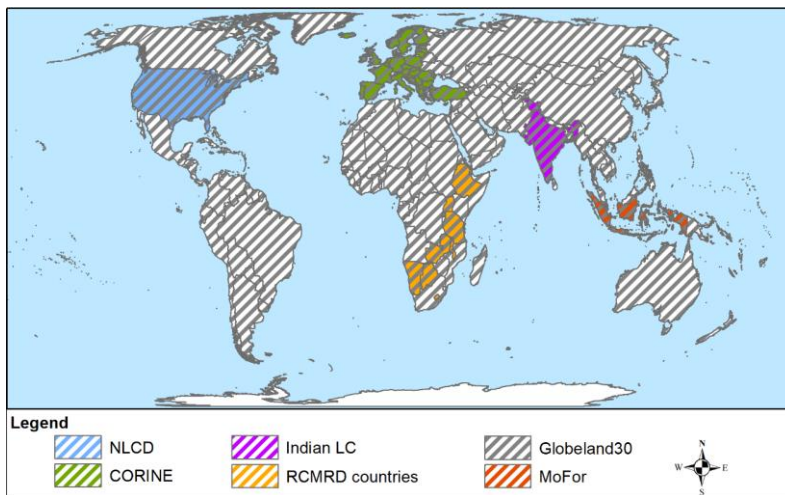 Legend
NLCD
Indian LC
Globeland30
CORINE
RCMRD countries
MoFor
N
W
E
S